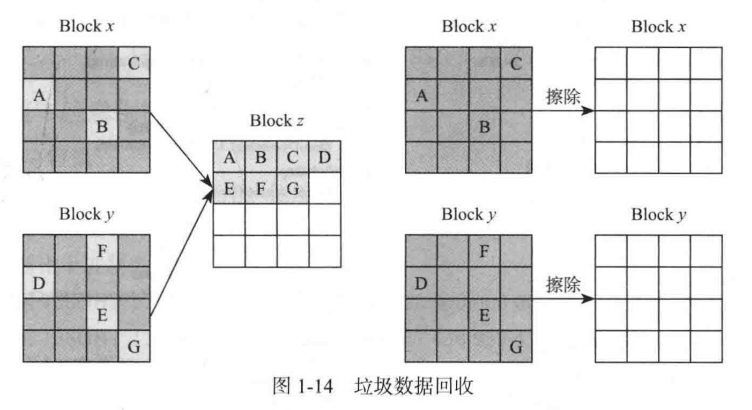 Block x
C
A
B
Block y
F
D
E
G
Block z
A B C D
E F G
Block x
C
A
B
擦除
Block x
Block y
F
D
E
G
擦除
Block y
图 1-14 垃圾数据回收